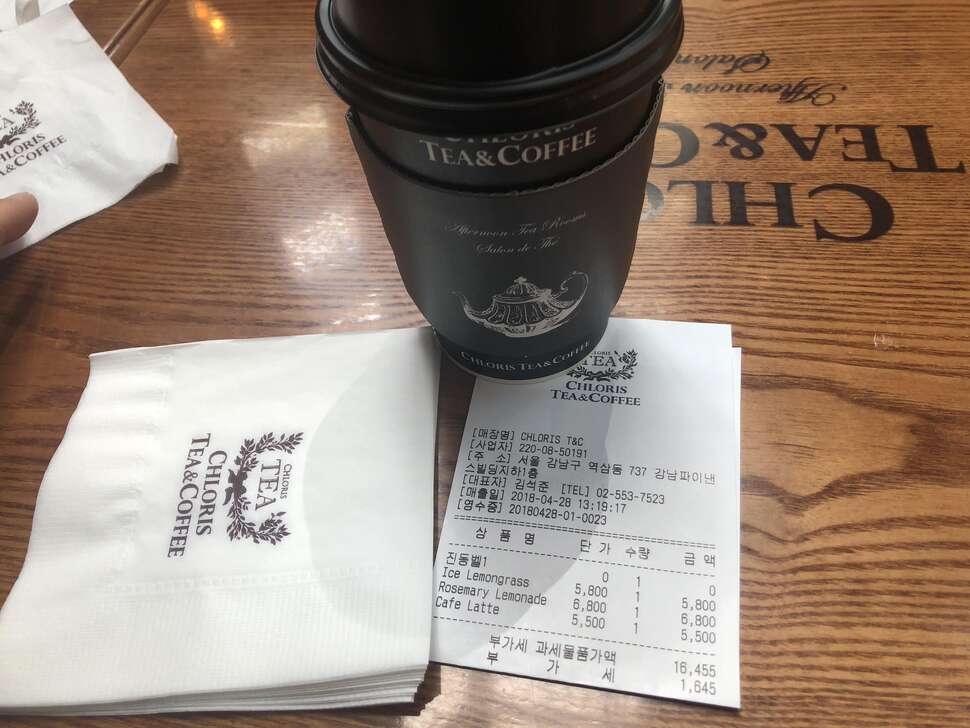 TEA
CHLORIS
TEA&COFFEE
CHLORIS
TEA&COFFEE
Afternoon Tea Rooms
Salon de Thé
CHLORIS TEA&COFFEE
Afternoon
Salon
TEA&C
CHLO
CHLORIS
TEA
CHLORIS
TEA&COFFEE
CHLORIS
TEA
CHLORIS
TEA&COFFEE
[매장명] CHLORIS T&C
[사업자] 220-08-50191
[주 소] 서울 강남구 역삼동 737 강남파이낸
스빌딩지하1층
[대표자] 김석준 [TEL] 02-553-7523
[매출일] 2018-04-28 13:19:17
[영수증] 20180428-01-0023
상 품 명 단 가 수량 금 액
진동벨1 0 1 0
Ice Lemongrass 5,800 1 5,800
Rosemary Lemonade 6,800 1 6,800
Cafe Latte 5,500 1 5,500
부가세 과세물품가액 16,455
부 가 세 1,645